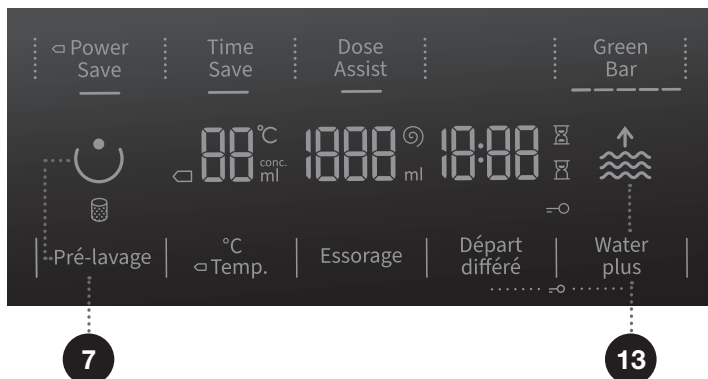 Power Save
Time Save
Dose Assist
Green Bar
88 °C conc. ml
1888 ml
18:88
Pré-lavage
°C Temp.
Essorage
Départ différé
Water plus
7
13